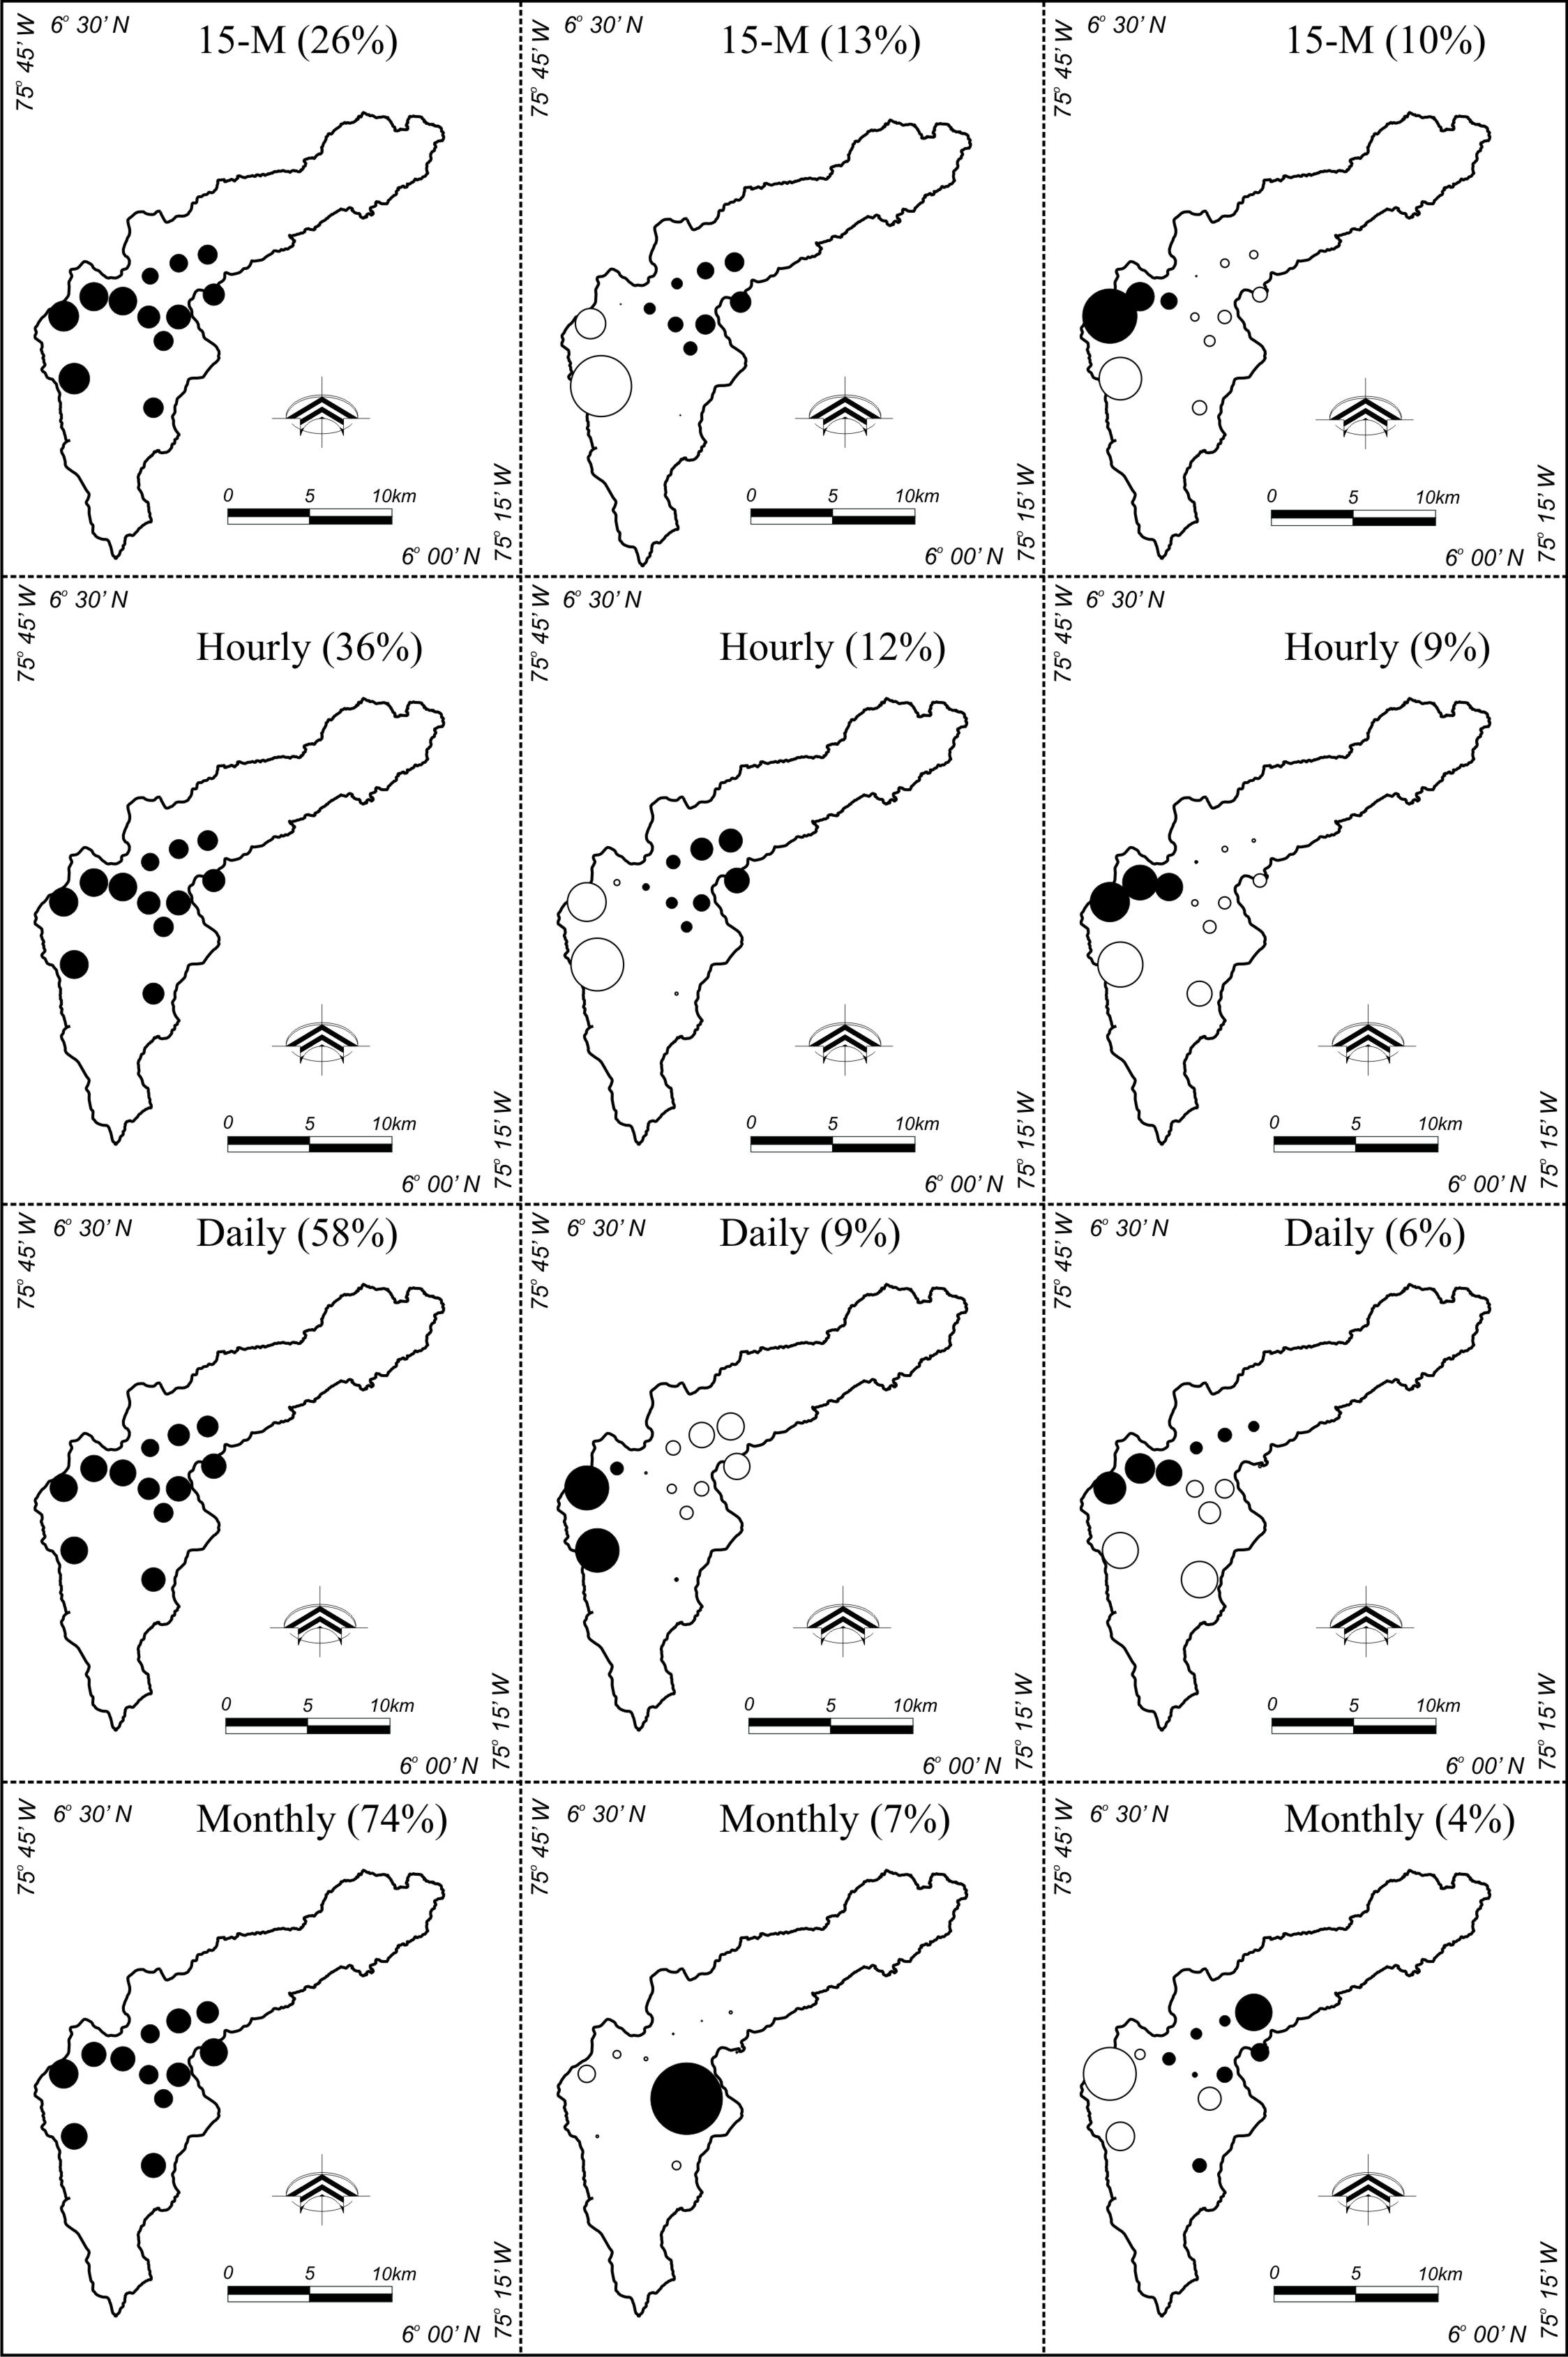 75° 45' W
6° 30' N
15-M (26%)
0 5 10km
75° 15' W
6° 00' N
75° 45' W
6° 30' N
15-M (13%)
0 5 10km
75° 15' W
6° 00' N
75° 45' W
6° 30' N
15-M (10%)
0 5 10km
75° 15' W
6° 00' N
75° 45' W
6° 30' N
Hourly (36%)
0 5 10km
75° 15' W
6° 00' N
75° 45' W
6° 30' N
Hourly (12%)
0 5 10km
75° 15' W
6° 00' N
75° 45' W
6° 30' N
Hourly (9%)
0 5 10km
75° 15' W
6° 00' N
75° 45' W
6° 30' N
Daily (58%)
0 5 10km
75° 15' W
6° 00' N
75° 45' W
6° 30' N
Daily (9%)
0 5 10km
75° 15' W
6° 00' N
75° 45' W
6° 30' N
Daily (6%)
0 5 10km
75° 15' W
6° 00' N
75° 45' W
6° 30' N
Monthly (74%)
0 5 10km
75° 15' W
6° 00' N
75° 45' W
6° 30' N
Monthly (7%)
75° 45' W
6° 30' N
Monthly (4%)
0 5 10km
75° 15' W
6° 00' N